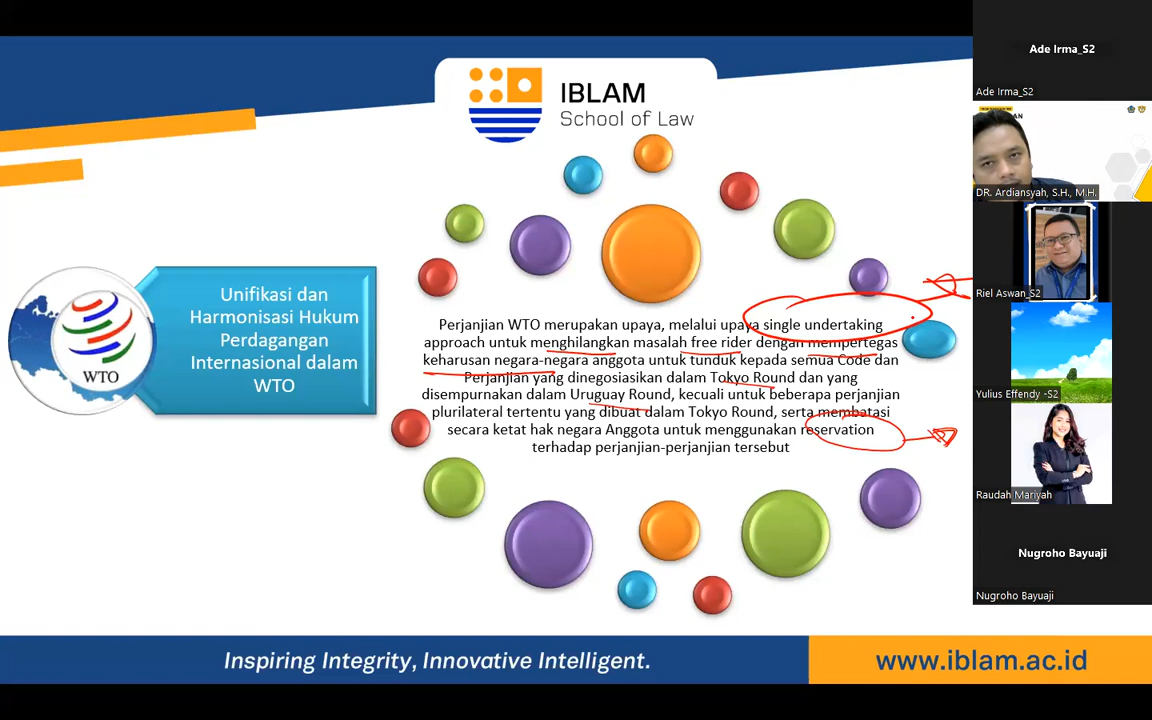 IBLAM
School of Law
Unifikasi dan
Harmonisasi Hukum
Perdagangan
Internasional dalam
WTO
WTO
Perjanjian WTO merupakan upaya, melalui upaya single undertaking
approach untuk menghilangkan masalah free rider dengan mempertegas
keharusan negara-negara anggota untuk tunduk kepada semua Code dan
Perjanjian yang dinegosiasikan dalam Tokyo Round dan yang
disempurnakan dalam Uruguay Round, kecuali untuk beberapa perjanjian
plurilateral tertentu yang dibuat dalam Tokyo Round, serta membatasi
secara ketat hak negara Anggota untuk menggunakan reservation
terhadap perjanjian-perjanjian tersebut
Inspiring Integrity, Innovative Intelligent.
www.iblam.ac.id
Ade Irma_S2
Ade Irma_S2
DR. Ardiansyah, S.H., M.H.
Riel Aswan_S2
Yulius Effendy -S2
Raudah Mariyah
Nugroho Bayuaji
Nugroho Bayuaji